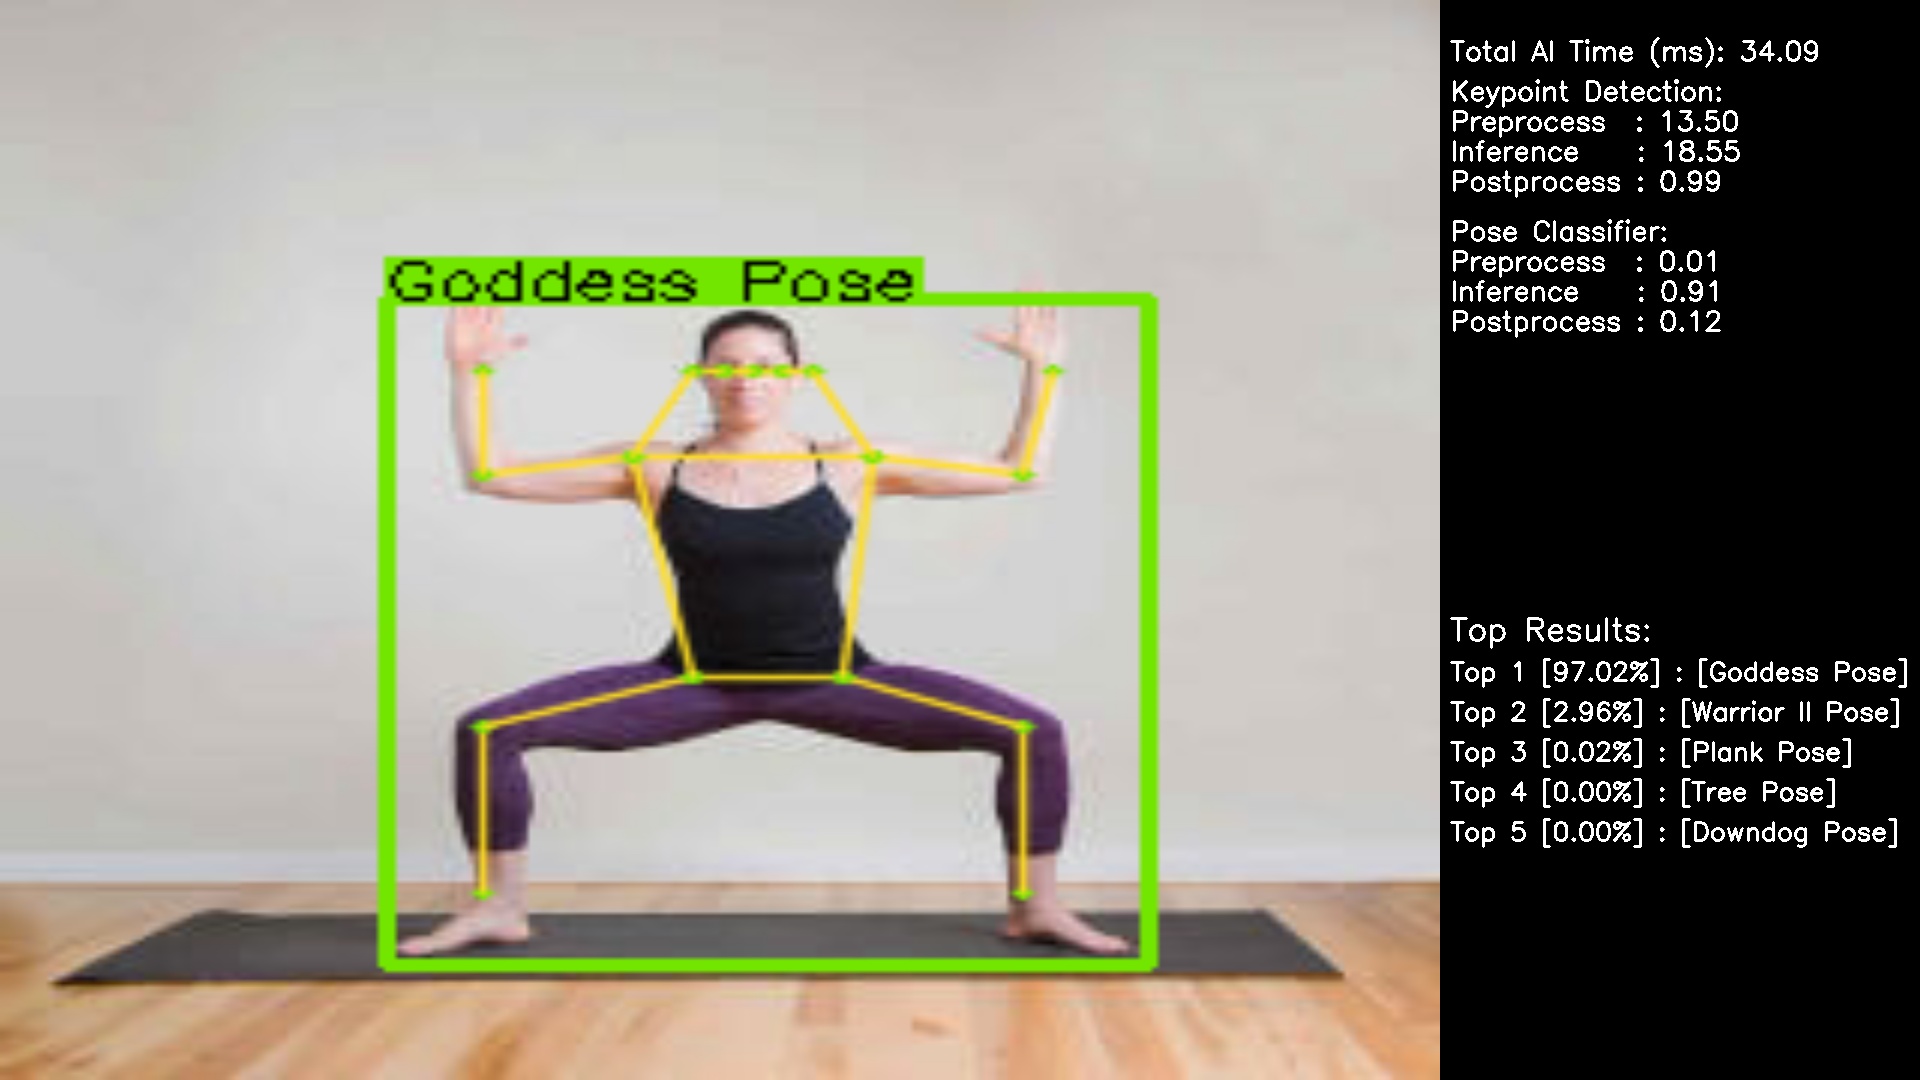 Goddess Pose
Total AI Time (ms): 34.09
Keypoint Detection:
Preprocess : 13.50
Inference : 18.55
Postprocess : 0.99
Pose Classifier:
Preprocess : 0.01
Inference : 0.91
Postprocess : 0.12
Top Results:
Top 1 [97.02%] : [Goddess Pose]
Top 2 [2.96%] : [Warrior II Pose]
Top 3 [0.02%] : [Plank Pose]
Top 4 [0.00%] : [Tree Pose]
Top 5 [0.00%] : [Downdog Pose]